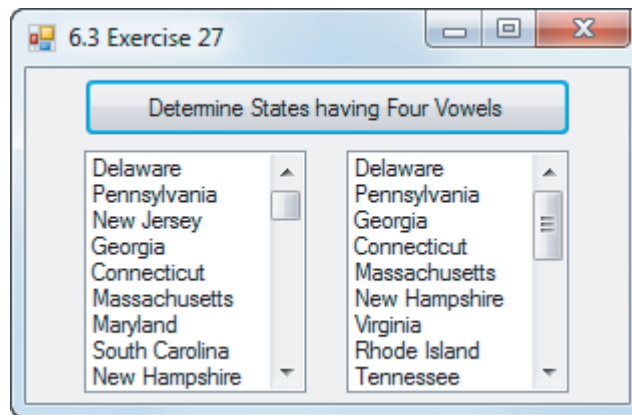 6.3 Exercise 27
Determine States having Four Vowels
Delaware
Pennsylvania
New Jersey
Georgia
Connecticut
Massachusetts
Maryland
South Carolina
New Hampshire
Delaware
Pennsylvania
Georgia
Connecticut
Massachusetts
New Hampshire
Virginia
Rhode Island
Tennessee